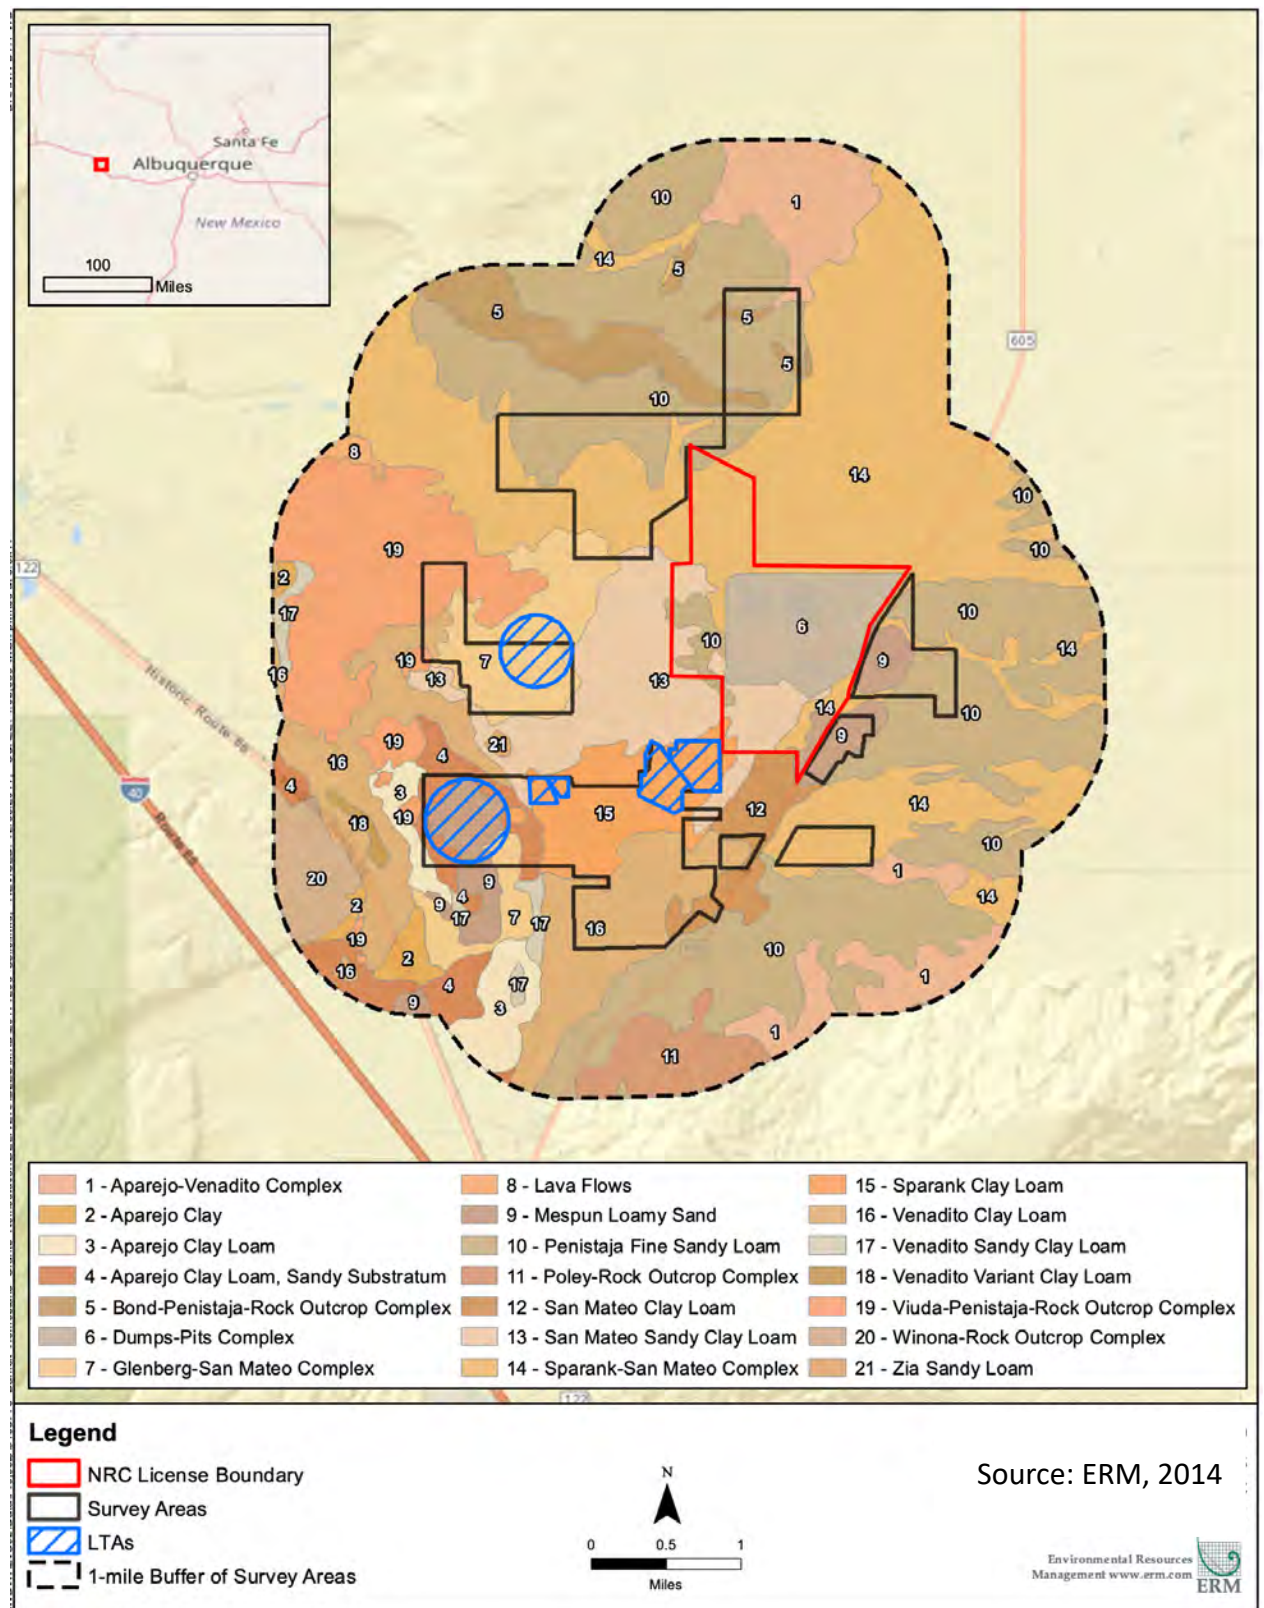 Santa Fe
Albuquerque
New Mexico
100
Miles
10
1
14
5
5
5
605
5
10
8
14
10
19
10
122
2
17
10
6
10
14
19
7
9
16
13
13
14
10
9
Historic Route 66
19
4
21
16
4
40
3
14
12
15
19
18
Route 66
10
20
9
1
4
14
2
9
17
7
17
16
19
10
2
16
1
4
17
9
3
1
11
1 - Aparejo-Venadito Complex
2 - Aparejo Clay
3 - Aparejo Clay Loam
4 - Aparejo Clay Loam, Sandy Substratum
5 - Bond-Penistaja-Rock Outcrop Complex
6 - Dumps-Pits Complex
7 - Glenberg-San Mateo Complex
8 - Lava Flows
9 - Mespun Loamy Sand
10 - Penistaja Fine Sandy Loam
11 - Poley-Rock Outcrop Complex
12 - San Mateo Clay Loam
13 - San Mateo Sandy Clay Loam
14 - Sparank-San Mateo Complex
15 - Sparank Clay Loam
16 - Venadito Clay Loam
17 - Venadito Sandy Clay Loam
18 - Venadito Variant Clay Loam
19 - Viuda-Penistaja-Rock Outcrop Complex
20 - Winona-Rock Outcrop Complex
21 - Zia Sandy Loam
122
Legend
NRC License Boundary
Survey Areas
LTAs
1-mile Buffer of Survey Areas
N
0 0.5 1
Miles
Source: ERM, 2014
Environmental Resources
Management www.erm.com
ERM